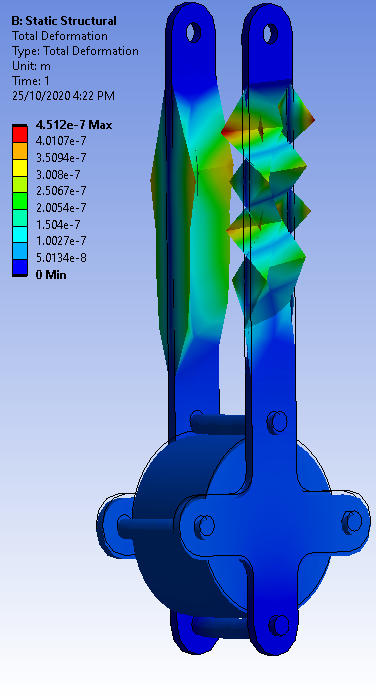 B: Static Structural
Total Deformation
Type: Total Deformation
Unit: m
Time: 1
25/10/2020 4:22 PM
4.512e-7 Max
4.0107e-7
3.5094e-7
3.008e-7
2.5067e-7
2.0054e-7
1.504e-7
1.0027e-7
5.0134e-8
0 Min